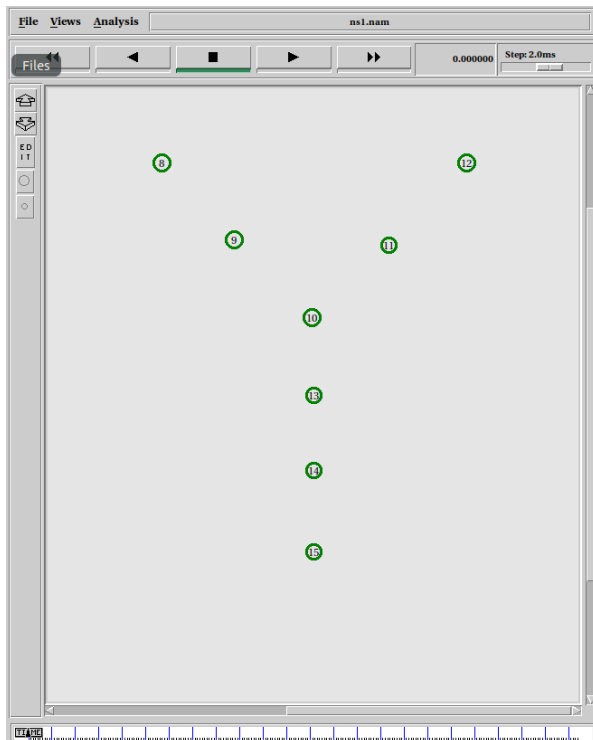 File Views Analysis ns1.nam
Files 0.000000 Step: 2.0ms
E D
I T
8 12
9 11
10
13
14
15
TIME